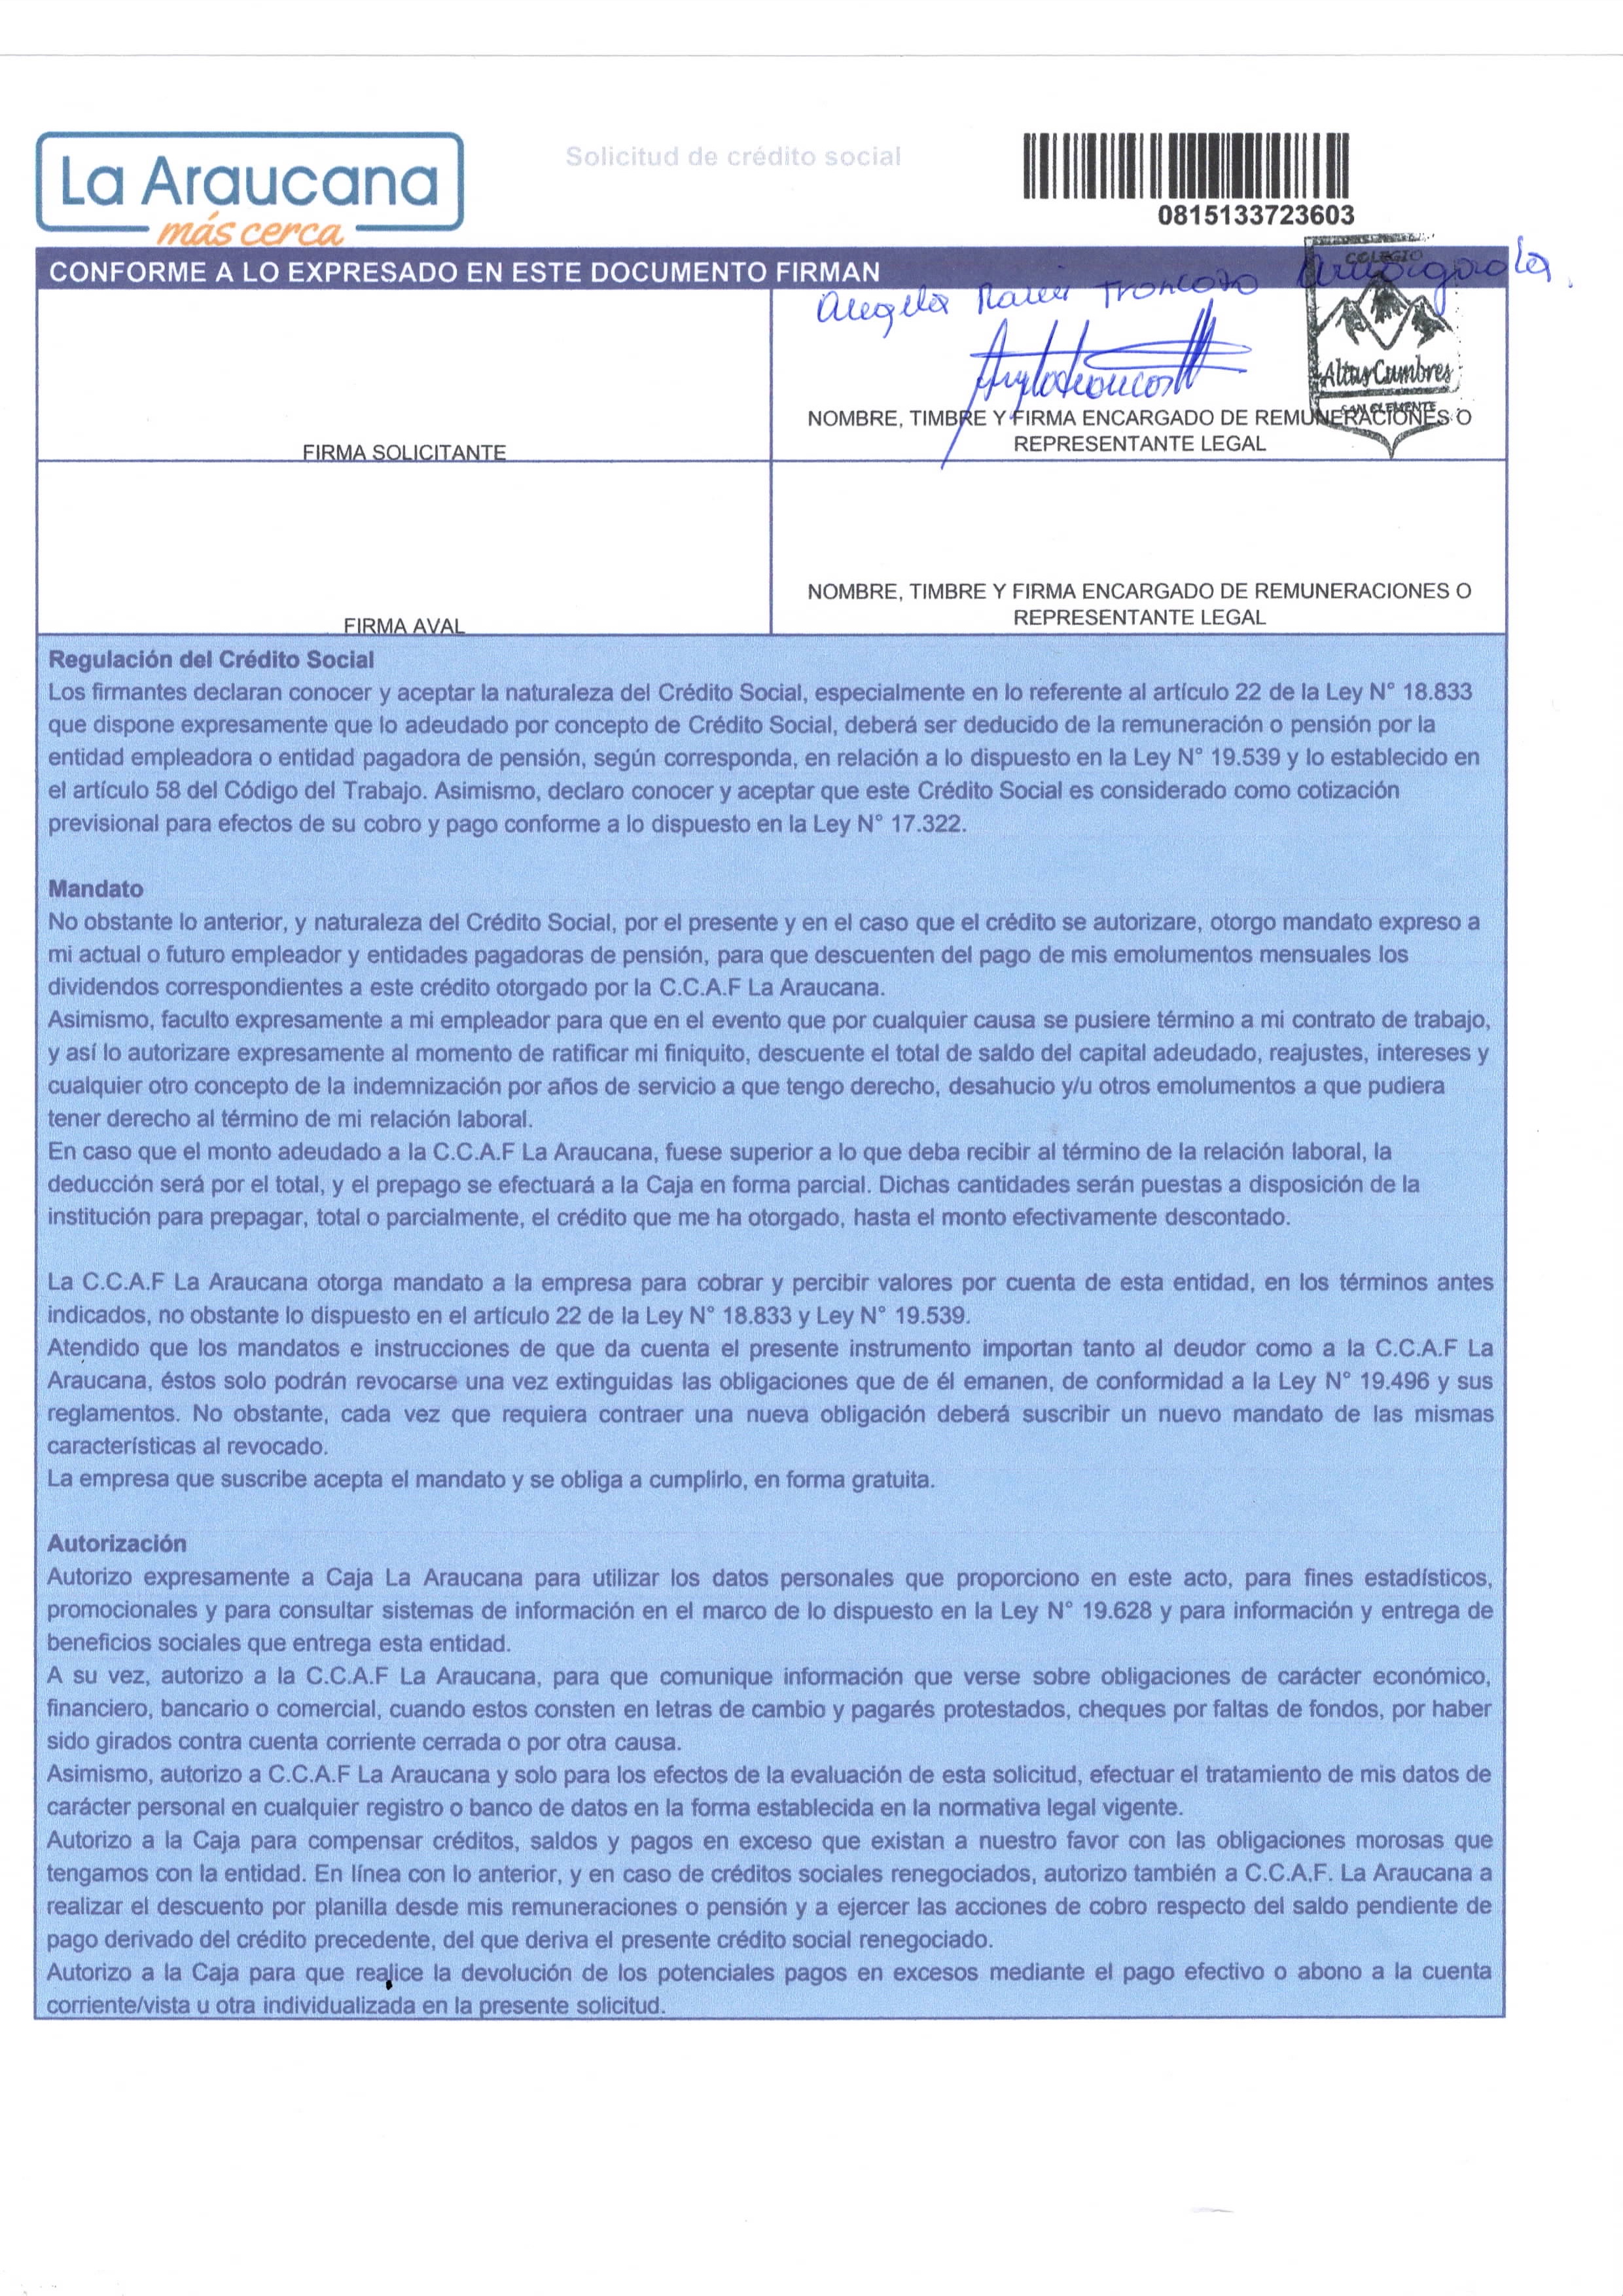 La Araucana
más cerca
Solicitud de crédito social
0815133723603
CONFORME A LO EXPRESADO EN ESTE DOCUMENTO FIRMAN
Angela Troncoso
COLEGIO
Altas Cumbres
SAN CLEMENTE
FIRMA SOLICITANTE
NOMBRE, TIMBRE Y FIRMA ENCARGADO DE REMUNERACIONES O
REPRESENTANTE LEGAL
FIRMA AVAL
NOMBRE, TIMBRE Y FIRMA ENCARGADO DE REMUNERACIONES O
REPRESENTANTE LEGAL
Regulación del Crédito Social
Los firmantes declaran conocer y aceptar la naturaleza del Crédito Social, especialmente en lo referente al artículo 22 de la Ley N° 18.833
que dispone expresamente que lo adeudado por concepto de Crédito Social, deberá ser deducido de la remuneración o pensión por la
entidad empleadora o entidad pagadora de pensión, según corresponda, en relación a lo dispuesto en la Ley N° 19.539 y lo establecido en
el artículo 58 del Código del Trabajo. Asimismo, declaro conocer y aceptar que este Crédito Social es considerado como cotización
previsional para efectos de su cobro y pago conforme a lo dispuesto en la Ley N° 17.322.
Mandato
No obstante lo anterior, y naturaleza del Crédito Social, por el presente y en el caso que el crédito se autorizare, otorgo mandato expreso a
mi actual o futuro empleador y entidades pagadoras de pensión, para que descuenten del pago de mis emolumentos mensuales los
dividendos correspondientes a este crédito otorgado por la C.C.A.F La Araucana.
Asimismo, faculto expresamente a mi empleador para que en el evento que por cualquier causa se pusiere término a mi contrato de trabajo,
y así lo autorizare expresamente al momento de ratificar mi finiquito, descuente el total de saldo del capital adeudado, reajustes, intereses y
cualquier otro concepto de la indemnización por años de servicio a que tengo derecho, desahucio y/u otros emolumentos a que pudiera
tener derecho al término de mi relación laboral.
En caso que el monto adeudado a la C.C.A.F La Araucana, fuese superior a lo que deba recibir al término de la relación laboral, la
deducción será por el total, y el prepago se efectuará a la Caja en forma parcial. Dichas cantidades serán puestas a disposición de la
institución para prepagar, total o parcialmente, el crédito que me ha otorgado, hasta el monto efectivamente descontado.
La C.C.A.F La Araucana otorga mandato a la empresa para cobrar y percibir valores por cuenta de esta entidad, en los términos antes
indicados, no obstante lo dispuesto en el artículo 22 de la Ley N° 18.833 y Ley N° 19.539.
Atendido que los mandatos e instrucciones de que da cuenta el presente instrumento importan tanto al deudor como a la C.C.A.F La
Araucana, éstos solo podrán revocarse una vez extinguidas las obligaciones que de él emanen, de conformidad a la Ley N° 19.496 y sus
reglamentos. No obstante, cada vez que requiera contraer una nueva obligación deberá suscribir un nuevo mandato de las mismas
características al revocado.
La empresa que suscribe acepta el mandato y se obliga a cumplirlo, en forma gratuita.
Autorización
Autorizo expresamente a Caja La Araucana para utilizar los datos personales que proporciono en este acto, para fines estadísticos,
promocionales y para consultar sistemas de información en el marco de lo dispuesto en la Ley N° 19.628 y para información y entrega de
beneficios sociales que entrega esta entidad.
A su vez, autorizo a la C.C.A.F La Araucana, para que comunique información que verse sobre obligaciones de carácter económico,
financiero, bancario o comercial, cuando estos consten en letras de cambio y pagarés protestados, cheques por faltas de fondos, por haber
sido girados contra cuenta corriente cerrada o por otra causa.
Asimismo, autorizo a C.C.A.F La Araucana y solo para los efectos de la evaluación de esta solicitud, efectuar el tratamiento de mis datos de
carácter personal en cualquier registro o banco de datos en la forma establecida en la normativa legal vigente.
Autorizo a la Caja para compensar créditos, saldos y pagos en exceso que existan a nuestro favor con las obligaciones morosas que
tengamos con la entidad. En línea con lo anterior, y en caso de créditos sociales renegociados, autorizo también a C.C.A.F. La Araucana a
realizar el descuento por planilla desde mis remuneraciones o pensión y a ejercer las acciones de cobro respecto del saldo pendiente de
pago derivado del crédito precedente, del que deriva el presente crédito social renegociado.
Autorizo a la Caja para que realice la devolución de los potenciales pagos en excesos mediante el pago efectivo o abono a la cuenta
corriente/vista u otra individualizada en la presente solicitud.